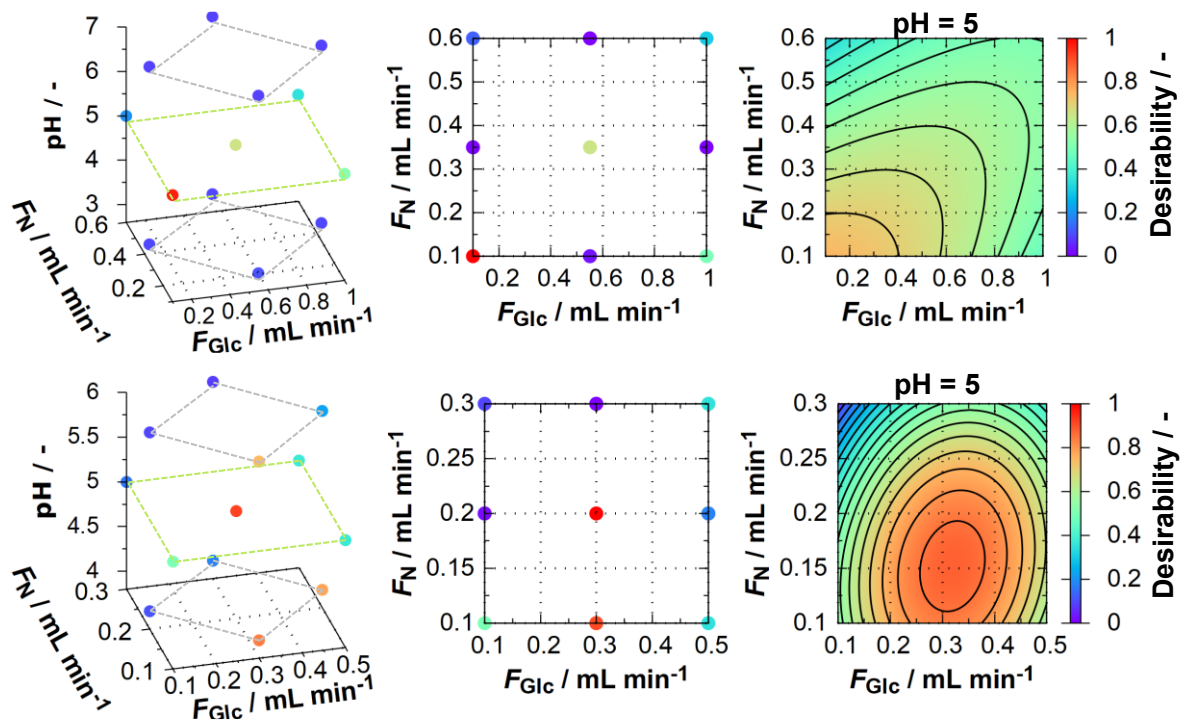 pH / -
7
6
5
4
3
0.6
0.4
0.2
F_N / mL min⁻¹
0.2
0.4
0.6
0.8
1
F_Glc / mL min⁻¹
F_N / mL min⁻¹
0.6
0.5
0.4
0.3
0.2
0.1
0.2 0.4 0.6 0.8 1
F_Glc / mL min⁻¹
pH = 5
F_N / mL min⁻¹
0.6
0.5
0.4
0.3
0.2
0.1
0.2 0.4 0.6 0.8 1
F_Glc / mL min⁻¹
1
0.8
0.6
0.4
0.2
0
Desirability / -
pH / -
6
5.5
5
4.5
4
0.3
0.2
0.1
F_N / mL min⁻¹
0.1
0.2
0.3
0.4
0.5
F_Glc / mL min⁻¹
F_N / mL min⁻¹
0.3
0.25
0.2
0.15
0.1
0.1 0.2 0.3 0.4 0.5
F_Glc / mL min⁻¹
pH = 5
F_N / mL min⁻¹
0.3
0.25
0.2
0.15
0.1
0.1 0.2 0.3 0.4 0.5
F_Glc / mL min⁻¹
1
0.8
0.6
0.4
0.2
0
Desirability / -